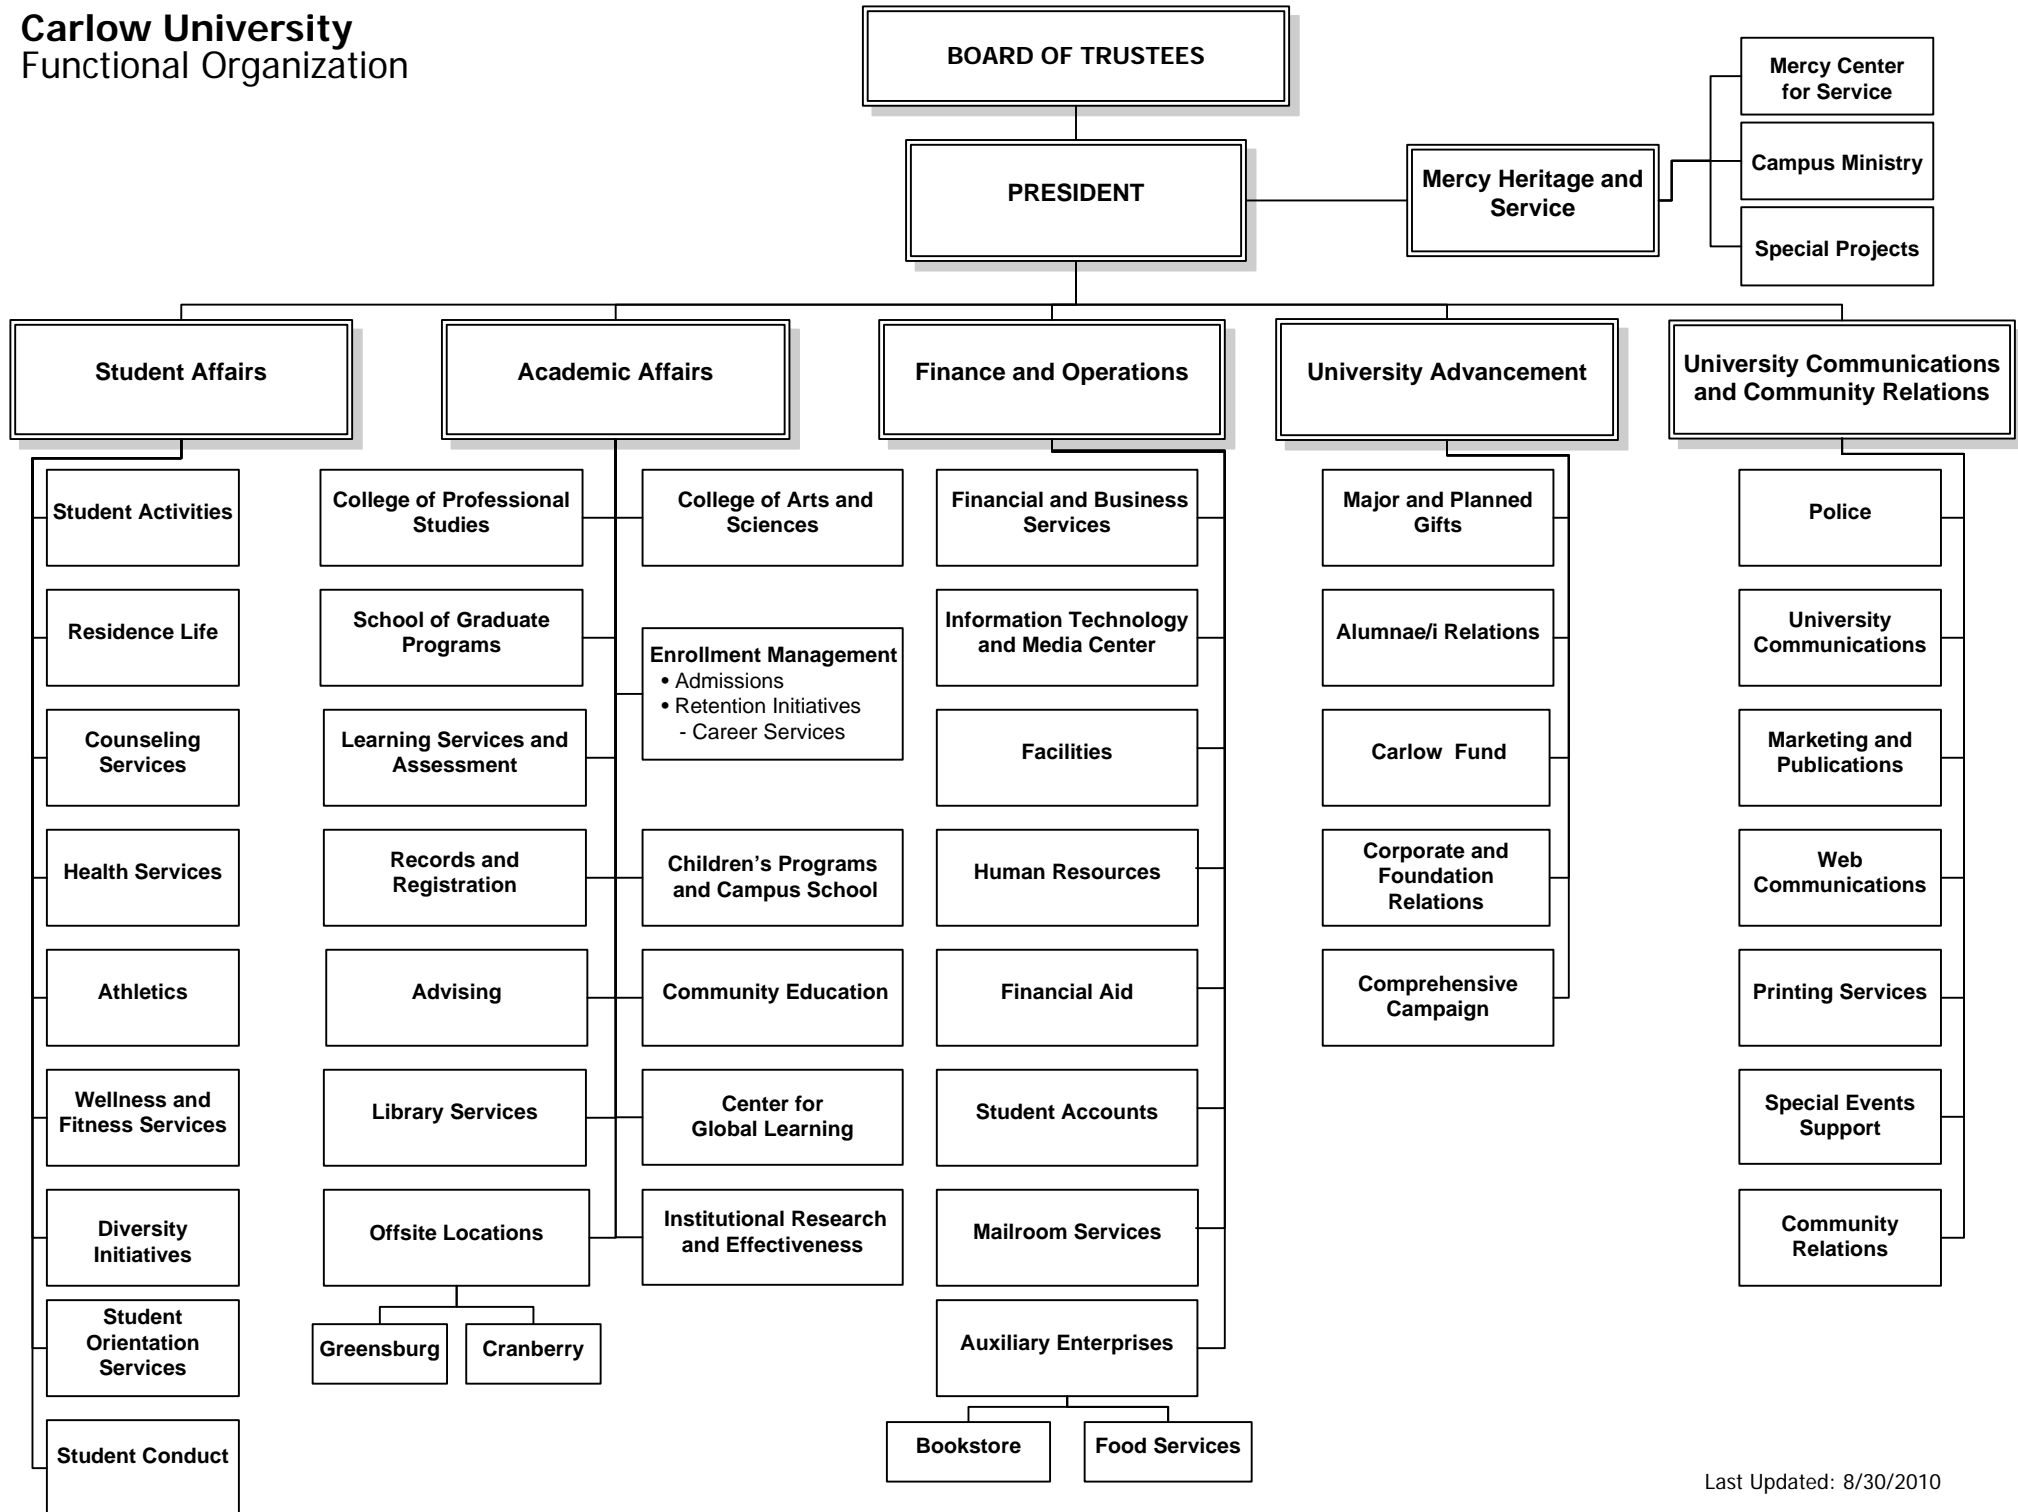 Carlow University
Functional Organization
BOARD OF TRUSTEES
PRESIDENT
Mercy Heritage and
Service
Mercy Center
for Service
Campus Ministry
Special Projects
Student Affairs
Academic Affairs
Finance and Operations
University Advancement
University Communications
and Community Relations
Student Activities
Residence Life
Counseling
Services
Health Services
Athletics
Wellness and
Fitness Services
Diversity
Initiatives
Student
Orientation
Services
Student Conduct
College of Professional
Studies
School of Graduate
Programs
Learning Services and
Assessment
Records and
Registration
Advising
Library Services
Offsite Locations
Greensburg
Cranberry
College of Arts and
Sciences
Enrollment Management
• Admissions
• Retention Initiatives
- Career Services
Children’s Programs
and Campus School
Community Education
Center for
Global Learning
Institutional Research
and Effectiveness
Financial and Business
Services
Information Technology
and Media Center
Facilities
Human Resources
Financial Aid
Student Accounts
Mailroom Services
Auxiliary Enterprises
Bookstore
Food Services
Major and Planned
Gifts
Alumnae/i Relations
Carlow Fund
Corporate and
Foundation
Relations
Comprehensive
Campaign
Police
University
Communications
Marketing and
Publications
Web
Communications
Printing Services
Special Events
Support
Community
Relations
Last Updated: 8/30/2010